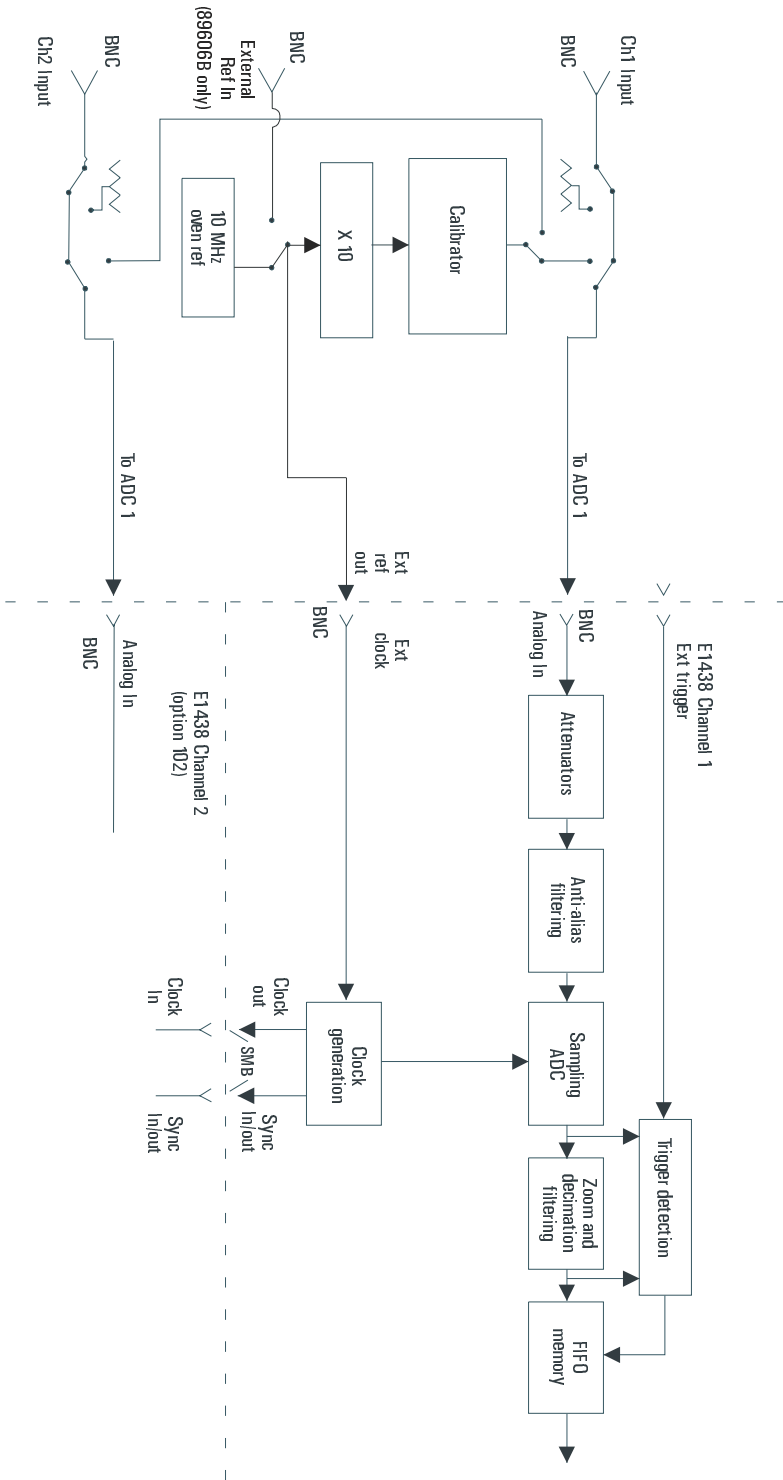 E1438 Channel 1
Ext trigger
Trigger detection
Ch1 Input
BNC
To ADC 1
BNC
Analog In
Attenuators
Anti-alias
filtering
Sampling
ADC
Zoom and
decimation
filtering
FIFO
memory
Calibrator
X 10
BNC
External
Ref In
(89606B only)
10 MHz
oven ref
Ext
ref
out
BNC
Ext
clock
Clock
generation
Clock
out
SMB
Sync
In/out
Clock
In
Sync
In/out
E1438 Channel 2
(option 102)
BNC
Ch2 Input
To ADC 1
Analog In
BNC